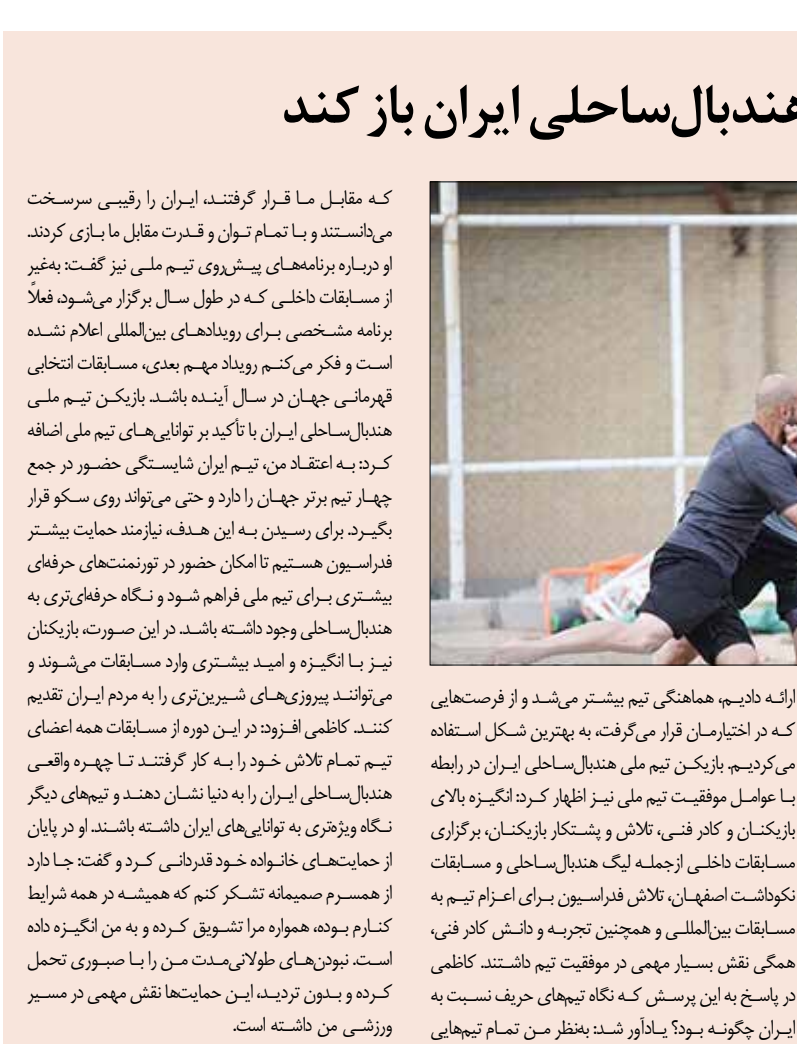 هندبال‌ساحلی ایران باز کند
ارائه دادیم، هماهنگی تیم بیشتر می‌شد و از فرصت‌هایی
که در اختیارمان قرار می‌گرفت، به بهترین شکل استفاده
می‌کردیم. بازیکن تیم ملی هندبال‌ساحلی ایران در رابطه
با عوامل موفقیت تیم ملی نیز اظهار کرد: انگیزه بالای
بازیکنان و کادر فنی، تلاش و پشتکار بازیکنان، برگزاری
مسابقات داخلی ازجمله لیگ هندبال‌ساحلی و مسابقات
نکوداشت اصفهان، تلاش فدراسیون برای اعزام تیم به
مسابقات بین‌المللی و همچنین تجربه و دانش کادر فنی،
همگی نقش بسیار مهمی در موفقیت تیم داشتند. کاظمی
در پاسخ به این پرسش که نگاه تیم‌های حریف نسبت به
ایران چگونه بود؟ یادآور شد: به‌نظر من تمام تیم‌هایی
که مقابل ما قرار گرفتند، ایران را رقیبی سرسخت
می‌دانستند و با تمام توان و قدرت مقابل ما بازی کردند.
او درباره برنامه‌های پیش‌روی تیم ملی نیز گفت: به‌غیر
از مسابقات داخلی که در طول سال برگزار می‌شود، فعلاً
برنامه مشخصی برای رویدادهای بین‌المللی اعلام نشده
است و فکر می‌کنم رویداد مهم بعدی، مسابقات انتخابی
قهرمانی جهان در سال آینده باشد. بازیکن تیم ملی
هندبال‌ساحلی ایران با تأکید بر توانایی‌های تیم ملی اضافه
کرد: به اعتقاد من، تیم ایران شایستگی حضور در جمع
چهار تیم برتر جهان را دارد و حتی می‌تواند روی سکو قرار
بگیرد. برای رسیدن به این هدف، نیازمند حمایت بیشتر
فدراسیون هستیم تا امکان حضور در تورنمنت‌های حرفه‌ای
بیشتری برای تیم ملی فراهم شود و نگاه حرفه‌ای‌تری به
هندبال‌ساحلی وجود داشته باشد. در این صورت، بازیکنان
نیز با انگیزه و امید بیشتری وارد مسابقات می‌شوند و
می‌توانند پیروزی‌های شیرین‌تری را به مردم ایران تقدیم
کنند. کاظمی افزود: در این دوره از مسابقات همه اعضای
تیم تمام تلاش خود را به کار گرفتند تا چهره واقعی
هندبال‌ساحلی ایران را به دنیا نشان دهند و تیم‌های دیگر
نگاه ویژه‌تری به توانایی‌های ایران داشته باشند. او در پایان
از حمایت‌های خانواده خود قدردانی کرد و گفت: جا دارد
از همسرم صمیمانه تشکر کنم که همیشه در همه شرایط
کنارم بوده، همواره مرا تشویق کرده و به من انگیزه داده
است. نبودن‌های طولانی‌مدت من را با صبوری تحمل
کرده و بدون تردید، این حمایت‌ها نقش مهمی در مسیر
ورزشی من داشته است.